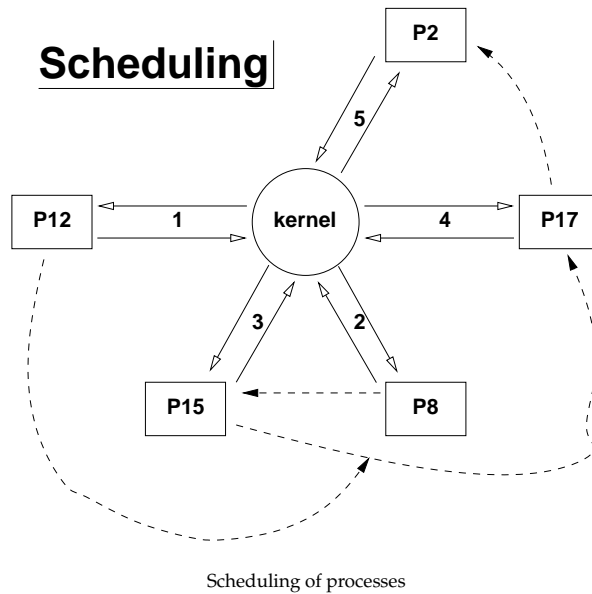 P2
Scheduling
5
P12
1
kernel
4
P17
3
2
P15
P8
Scheduling of processes